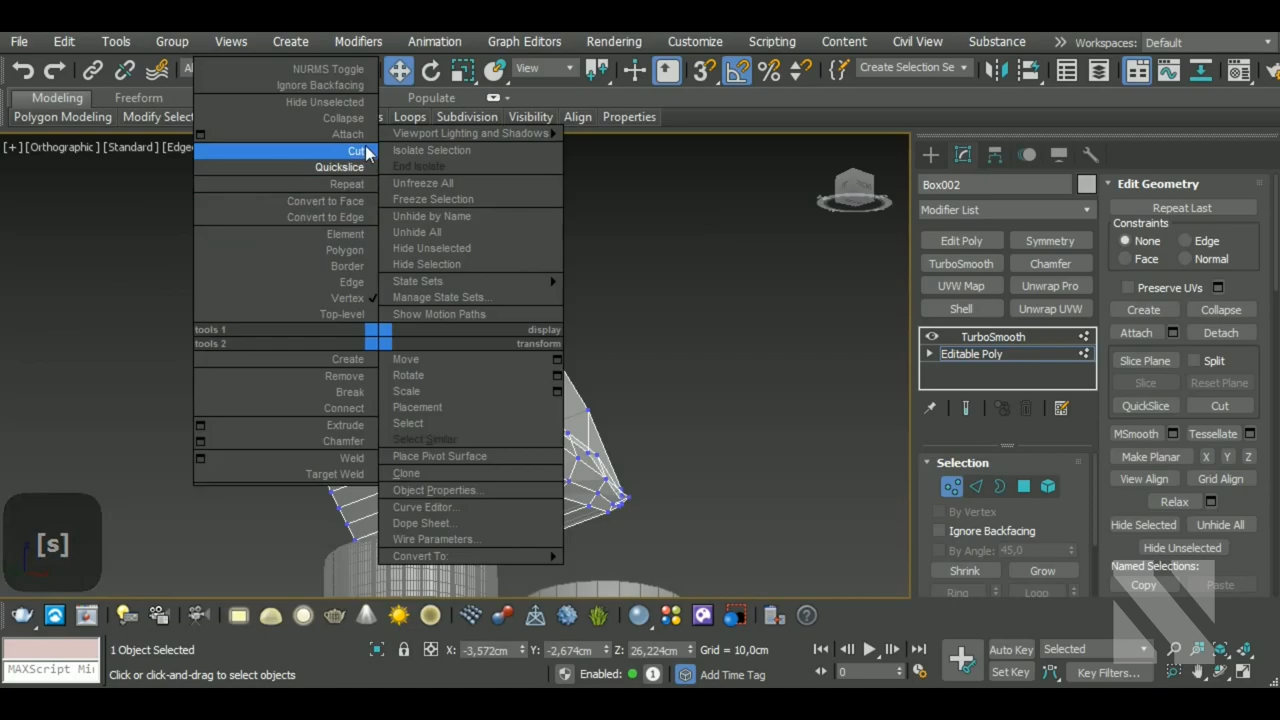 File Edit Tools Group Views Create Modifiers Animation Graph Editors Rendering Customize Scripting Content Civil View Substance Workspaces: Default
View Create Selection Se
Modeling Freeform Populate
Polygon Modeling Modify Selec Loops Subdivision Visibility Align Properties
[+] [Orthographic ] [Standard ] [Edge
NURMS Toggle
Ignore Backfacing
Hide Unselected
Collapse
Attach
Cut
Quickslice
Repeat
Convert to Face
Convert to Edge
Element
Polygon
Border
Edge
Vertex
Top-level
tools 1
tools 2
Create
Remove
Break
Connect
Extrude
Chamfer
Weld
Target Weld
Viewport Lighting and Shadows
Isolate Selection
End Isolate
Unfreeze All
Freeze Selection
Unhide by Name
Unhide All
Hide Unselected
Hide Selection
State Sets
Manage State Sets...
Show Motion Paths
display
transform
Move
Rotate
Scale
Placement
Select
Select Similar
Place Pivot Surface
Clone
Object Properties...
Curve Editor...
Dope Sheet...
Wire Parameters...
Convert To:
[s]
Box002
Modifier List
Edit Poly Symmetry
TurboSmooth Chamfer
UVW Map Unwrap Pro
Shell Unwrap UVW
TurboSmooth
Editable Poly
Selection
By Vertex
Ignore Backfacing
By Angle: 45,0
Shrink Grow
Ring Loop
Edit Geometry
Repeat Last
Constraints
None Edge
Face Normal
Preserve UVs
Create Collapse
Attach Detach
Slice Plane Split
Slice Reset Plane
QuickSlice Cut
MSmooth Tessellate
Make Planar X Y Z
View Align Grid Align
Relax
Hide Selected Unhide All
Hide Unselected
Named Selections:
Copy Paste
1 Object Selected X: -3,572cm Y: -2,674cm Z: 26,224cm Grid = 10,0cm Auto Key Selected
MAXScript Mi Click or click-and-drag to select objects Enabled: 1 Add Time Tag 0 Set Key Key Filters...